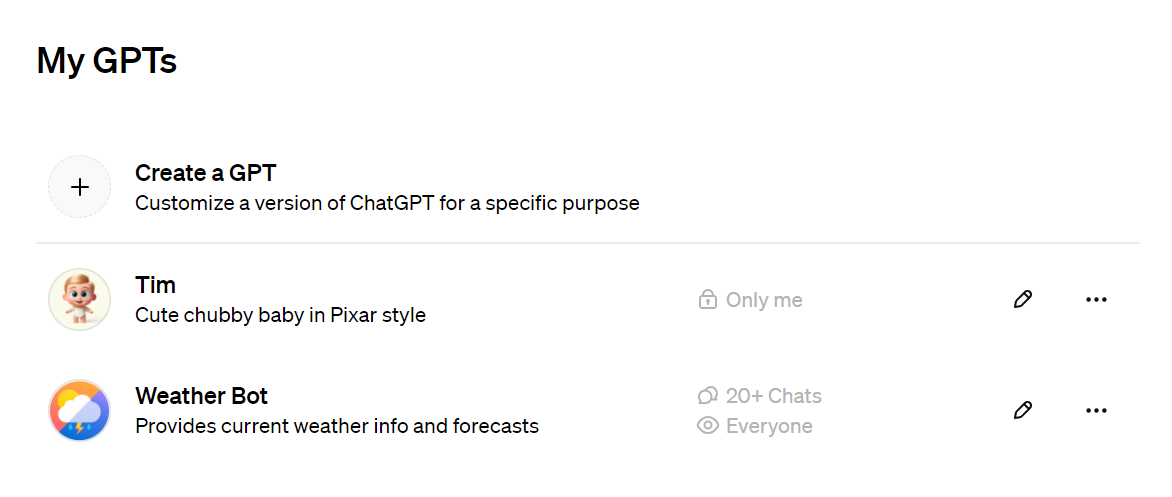 My GPTs
Create a GPT
Customize a version of ChatGPT for a specific purpose
Tim
Cute chubby baby in Pixar style
Only me
Weather Bot
Provides current weather info and forecasts
20+ Chats
Everyone